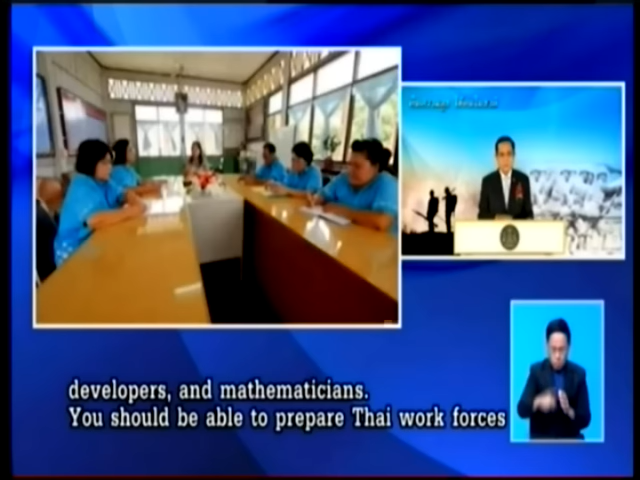 developers, and mathematicians.
You should be able to prepare Thai work forces